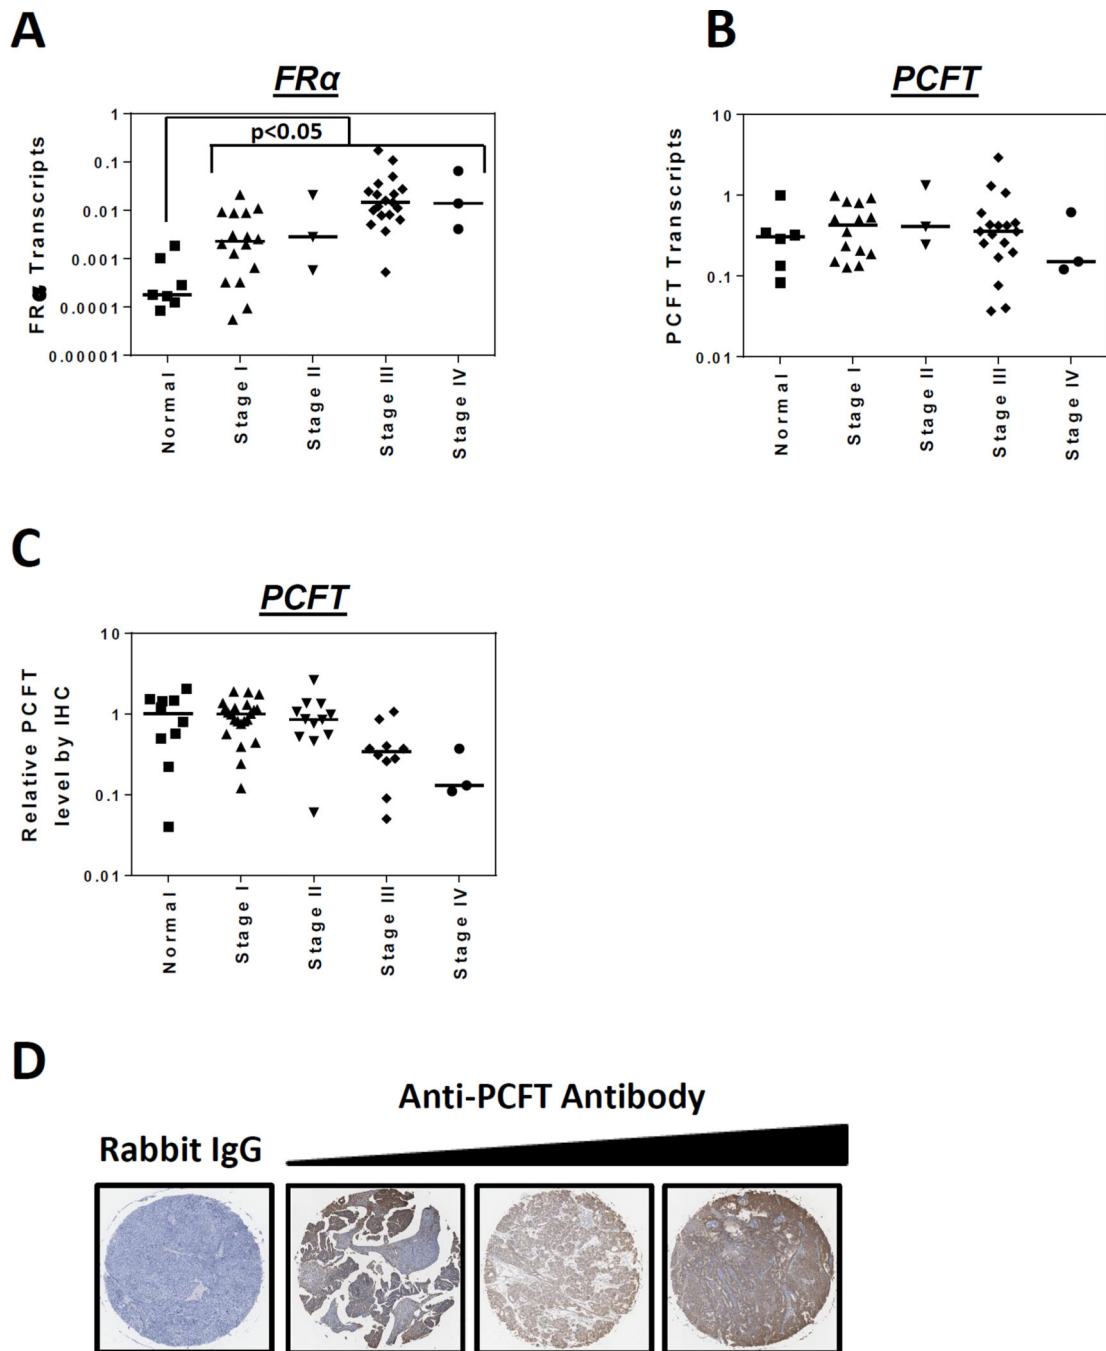 A
FRα
FRα Transcripts
1
0.1
0.01
0.001
0.0001
0.00001
p<0.05
Normal
Stage I
Stage II
Stage III
Stage IV
B
PCFT
PCFT Transcripts
10
1
0.1
0.01
Normal
Stage I
Stage II
Stage III
Stage IV
C
PCFT
Relative PCFT
level by IHC
10
1
0.1
0.01
Normal
Stage I
Stage II
Stage III
Stage IV
D
Anti-PCFT Antibody
Rabbit IgG